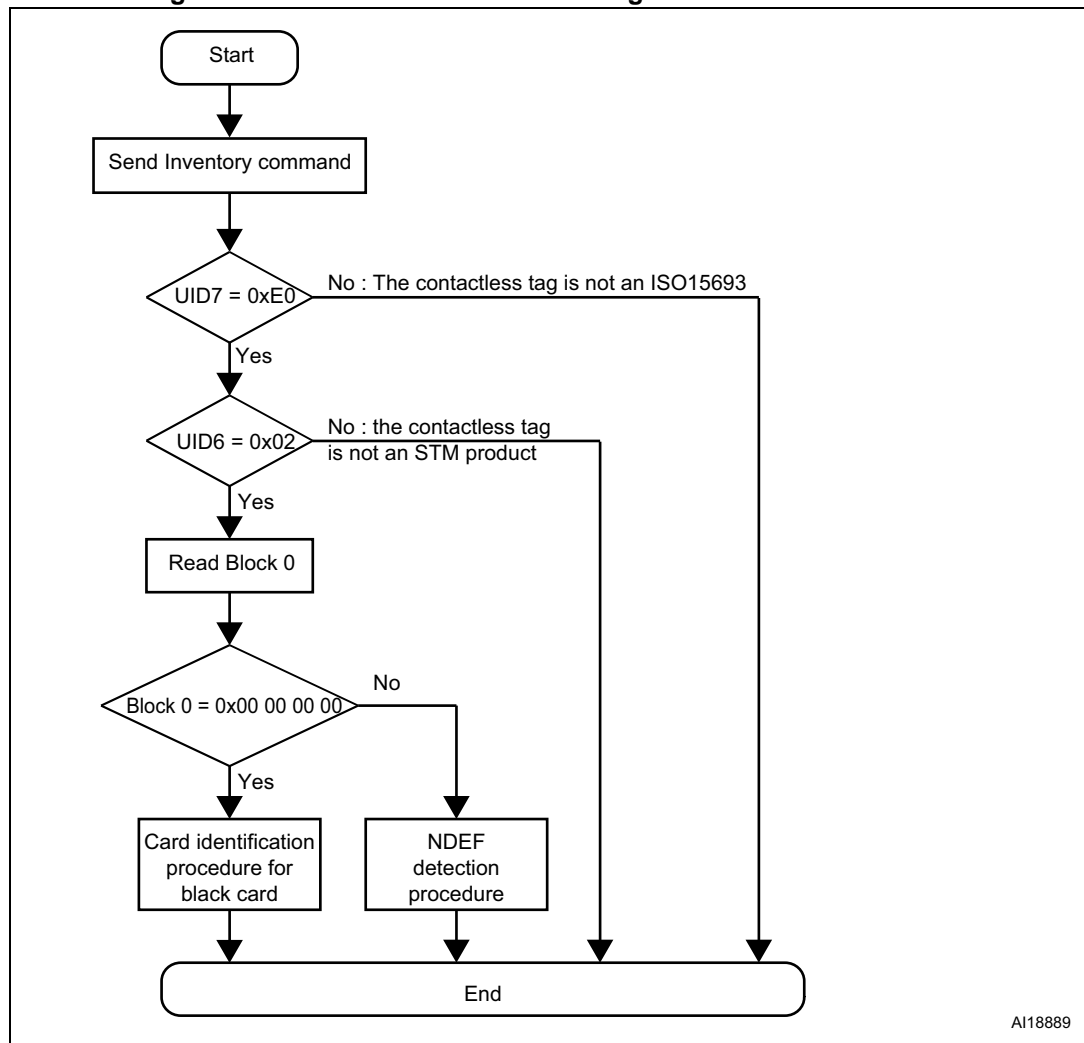 Start
Send Inventory command
UID7 = 0xE0
No : The contactless tag is not an ISO15693
Yes
UID6 = 0x02
No : the contactless tag
is not an STM product
Yes
Read Block 0
Block 0 = 0x00 00 00 00
No
Yes
Card identification
procedure for
black card
NDEF
detection
procedure
End
AI18889